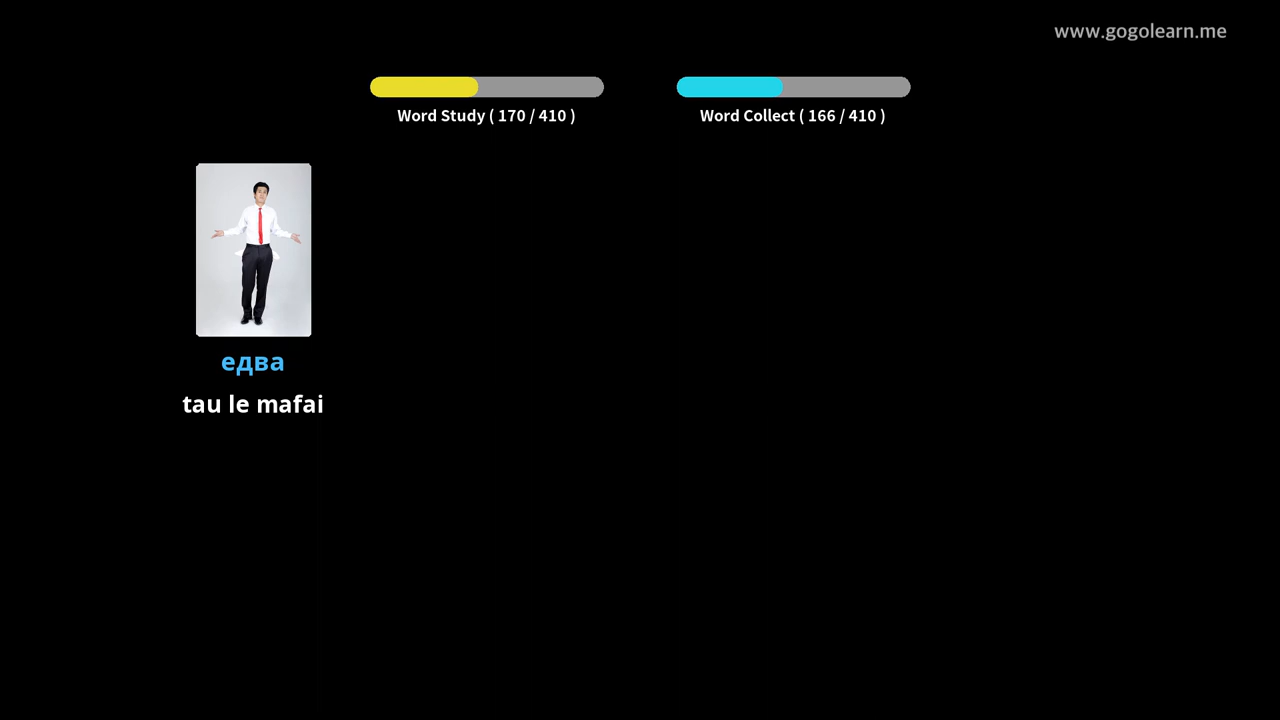 www.gogolearn.me
Word Study ( 170 / 410 )
Word Collect ( 166 / 410 )
едва
tau le mafai